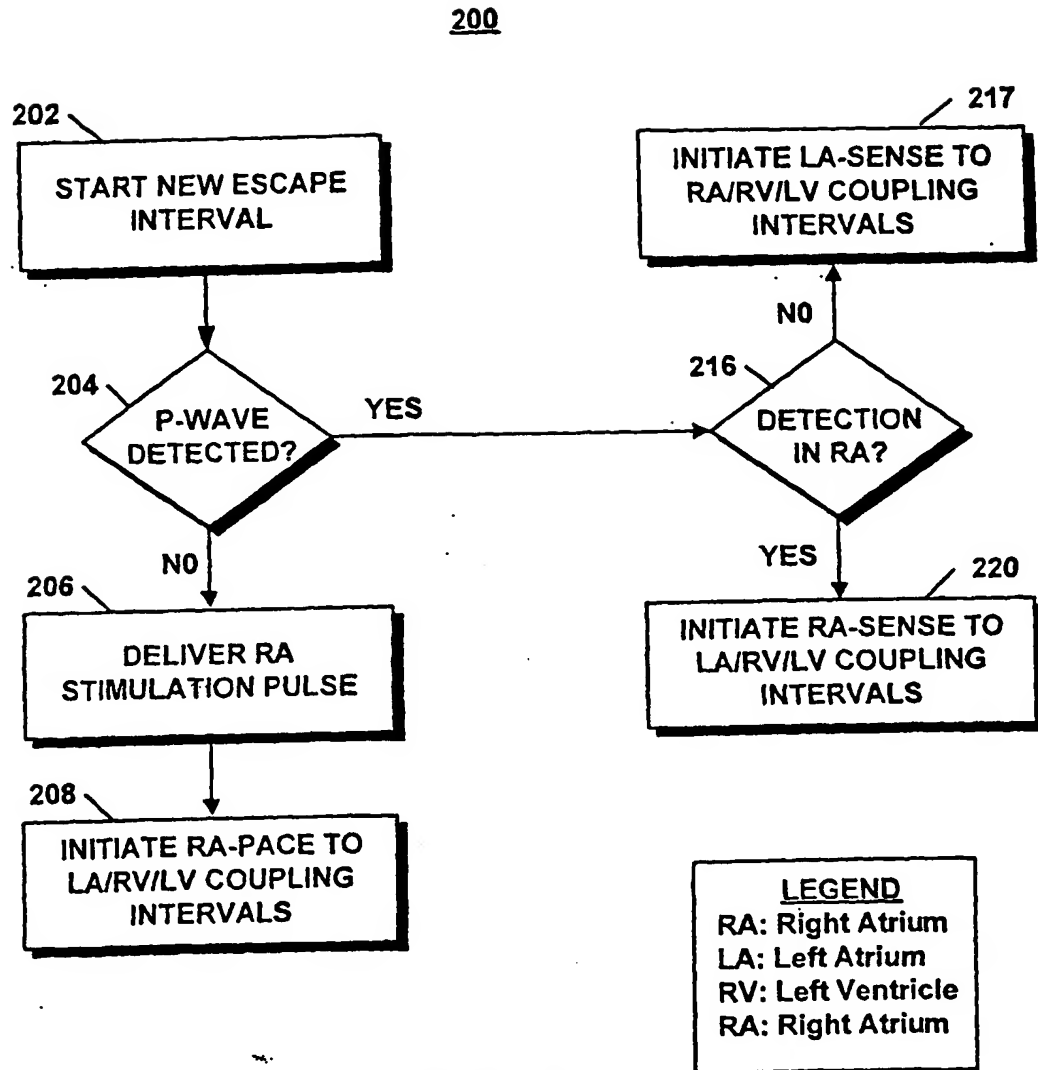 200
202
START NEW ESCAPE
INTERVAL
204
P-WAVE
DETECTED?
YES
NO
206
DELIVER RA
STIMULATION PULSE
208
INITIATE RA-PACE TO
LA/RV/LV COUPLING
INTERVALS
217
INITIATE LA-SENSE TO
RA/RV/LV COUPLING
INTERVALS
NO
216
DETECTION
IN RA?
YES
220
INITIATE RA-SENSE TO
LA/RV/LV COUPLING
INTERVALS
LEGEND
RA: Right Atrium
LA: Left Atrium
RV: Left Ventricle
RA: Right Atrium